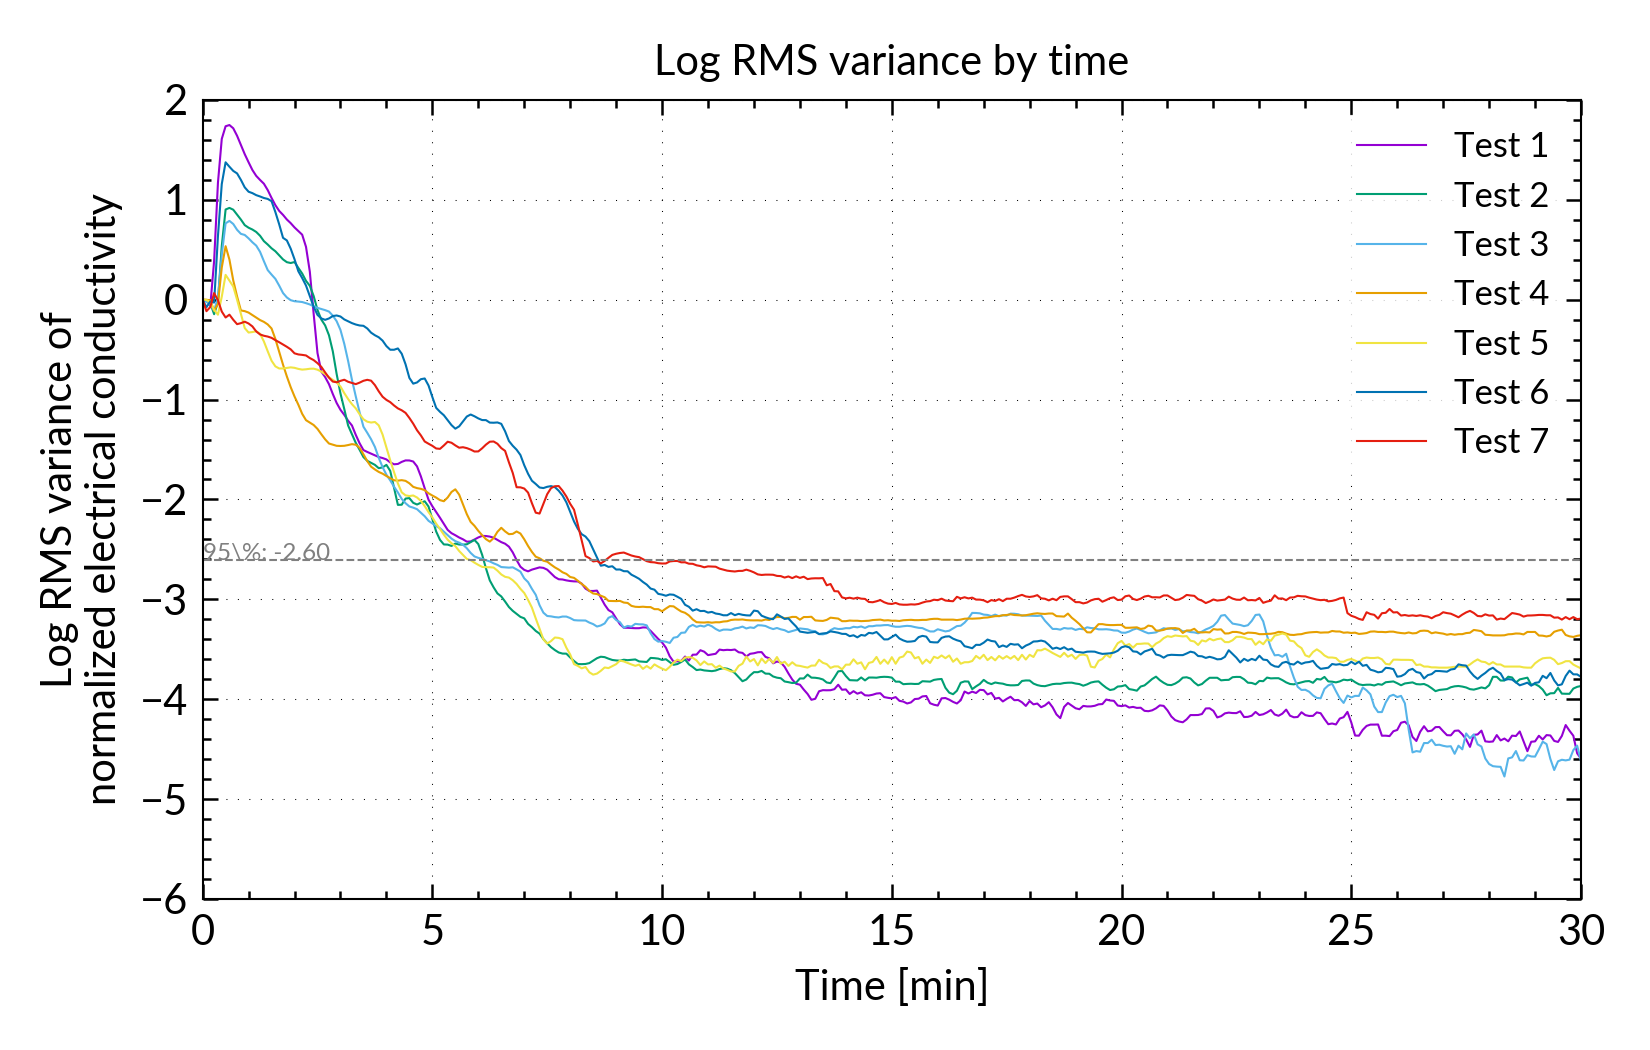 Log RMS variance by time
Log RMS variance of
normalized electrical conductivity
2
1
0
−1
−2
−3
−4
−5
−6
95\%: -2.60
Test 1
Test 2
Test 3
Test 4
Test 5
Test 6
Test 7
0 5 10 15 20 25 30
Time [min]